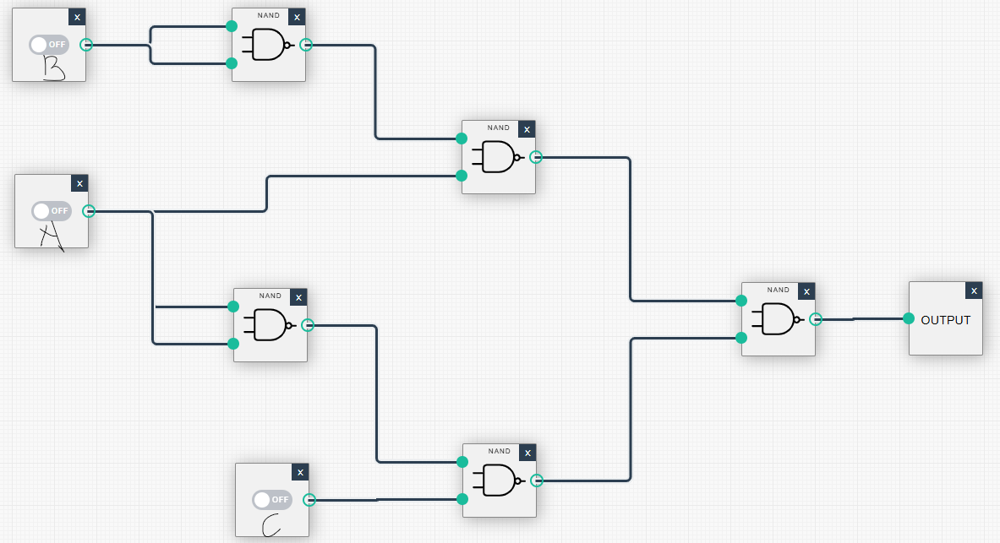 x
NAND x
OFF
B
NAND x
x
OFF
A
NAND x
NAND x
x
OUTPUT
NAND x
x
OFF
C